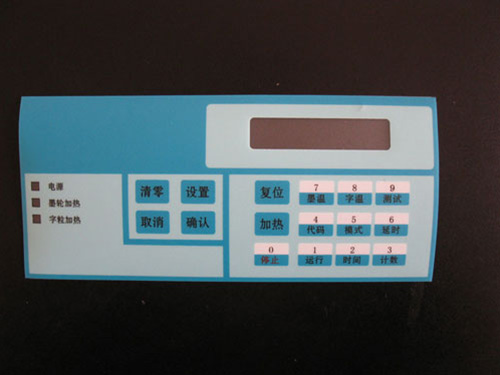 电源
墨轮加热
字粒加热
清零 设置
取消 确认
复位
7 8 9
墨温 字温 测试
加热
4 5 6
代码 模式 延时
0 1 2 3
停止 运行 时间 计数